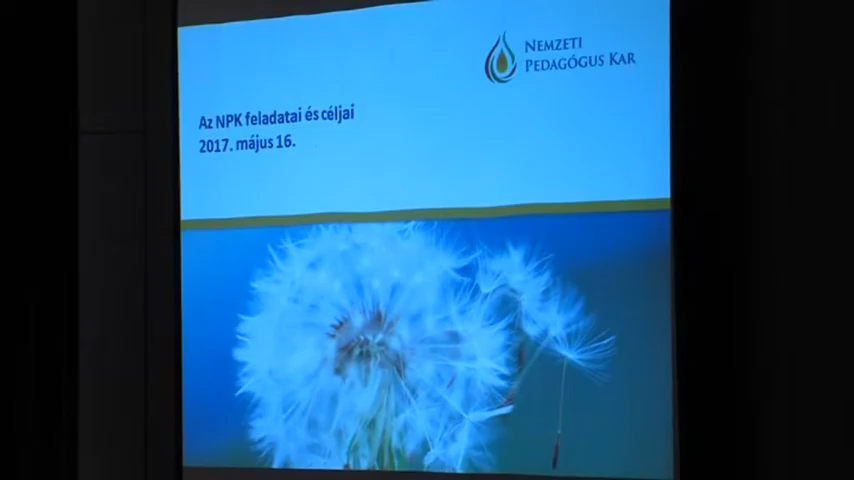 NEMZETI
PEDAGÓGUS KAR
Az NPK feladatai és céljai
2017. május 16.